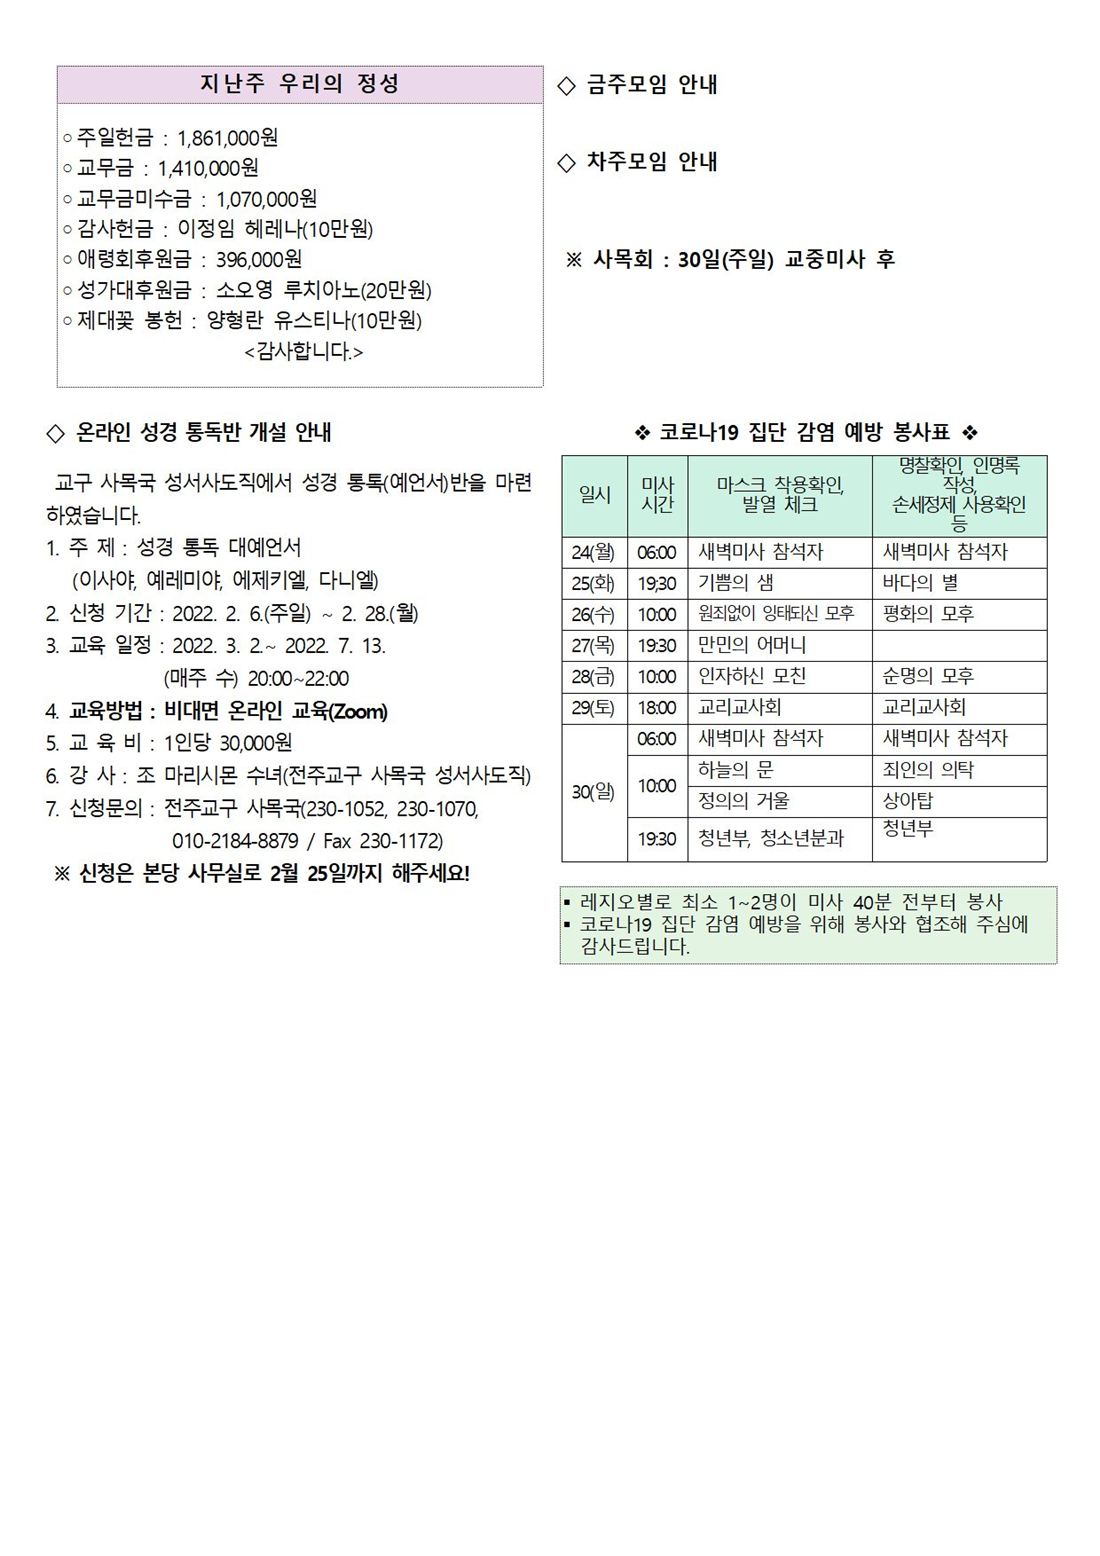 지난주 우리의 정성
○ 주일헌금 : 1,861,000원
○ 교무금 : 1,410,000원
○ 교무금미수금 : 1,070,000원
○ 감사헌금 : 이정임 헤레나(10만원)
○ 애령회후원금 : 396,000원
○ 성가대후원금 : 소오영 루치아노(20만원)
○ 제대꽃 봉헌 : 양형란 유스티나(10만원)
<감사합니다.>
◇ 금주모임 안내
◇ 차주모임 안내
※ 사목회 : 30일(주일) 교중미사 후
◇ 온라인 성경 통독반 개설 안내
교구 사목국 성서사도직에서 성경 통톡(예언서)반을 마련
하였습니다.
1. 주 제 : 성경 통독 대예언서
(이사야, 예레미야, 에제키엘, 다니엘)
2. 신청 기간 : 2022. 2. 6.(주일) ~ 2. 28.(월)
3. 교육 일정 : 2022. 3. 2.~ 2022. 7. 13.
(매주 수) 20:00~22:00
4. 교육방법 : 비대면 온라인 교육(Zoom)
5. 교 육 비 : 1인당 30,000원
6. 강 사 : 조 마리시몬 수녀(전주교구 사목국 성서사도직)
7. 신청문의 : 전주교구 사목국(230-1052, 230-1070,
010-2184-8879 / Fax 230-1172)
※ 신청은 본당 사무실로 2월 25일까지 해주세요!
❖ 코로나19 집단 감염 예방 봉사표 ❖
일시 미사 시간 마스크 착용확인, 발열 체크 명찰확인, 인명록 작성, 손세정제 사용확인 등
24(월) 06:00 새벽미사 참석자 새벽미사 참석자
25(화) 19;30 기쁨의 샘 바다의 별
26(수) 10:00 원죄없이 잉태되신 모후 평화의 모후
27(목) 19:30 만민의 어머니
28(금) 10:00 인자하신 모친 순명의 모후
29(토) 18:00 교리교사회 교리교사회
30(일) 06:00 새벽미사 참석자 새벽미사 참석자
10:00 하늘의 문 죄인의 의탁
정의의 거울 상아탑
19:30 청년부, 청소년분과 청년부
▪ 레지오별로 최소 1~2명이 미사 40분 전부터 봉사
▪ 코로나19 집단 감염 예방을 위해 봉사와 협조해 주심에
감사드립니다.